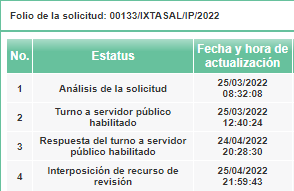 Folio de la solicitud: 00133/IXTASAL/IP/2022
No. Estatus Fecha y hora de
actualización
1 Análisis de la solicitud 25/03/2022
08:32:08
2 Turno a servidor público
habilitado 25/03/2022
12:40:24
3 Respuesta del turno a servidor
público habilitado 24/04/2022
20:28:30
4 Interposición de recurso de
revisión 25/04/2022
21:59:43